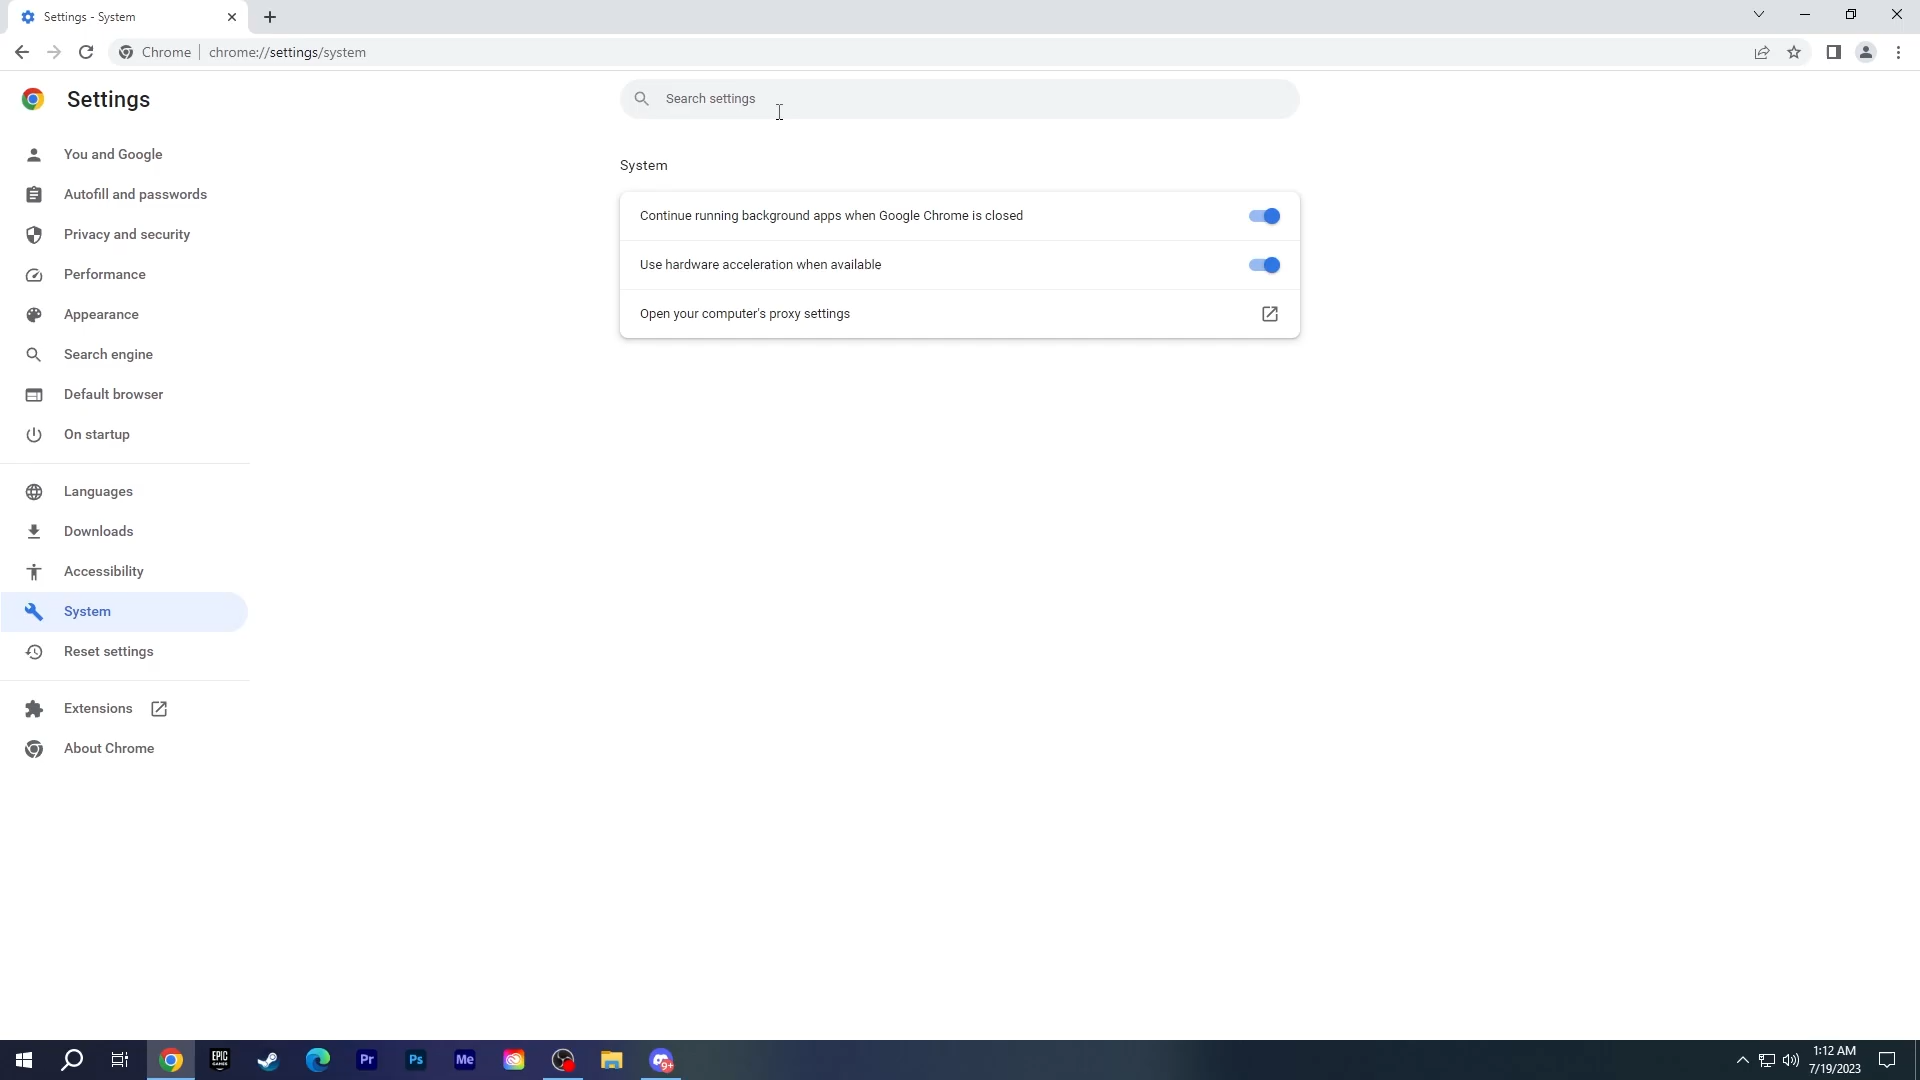 Settings - System
Chrome
chrome://settings/system
Settings
Search settings
You and Google
Autofill and passwords
Privacy and security
Performance
Appearance
Search engine
Default browser
On startup
Languages
Downloads
Accessibility
System
Reset settings
Extensions
About Chrome
System
Continue running background apps when Google Chrome is closed
Use hardware acceleration when available
Open your computer's proxy settings
EPIC
GAMES
Pr
Ps
Me
9+
1:12 AM
7/19/2023